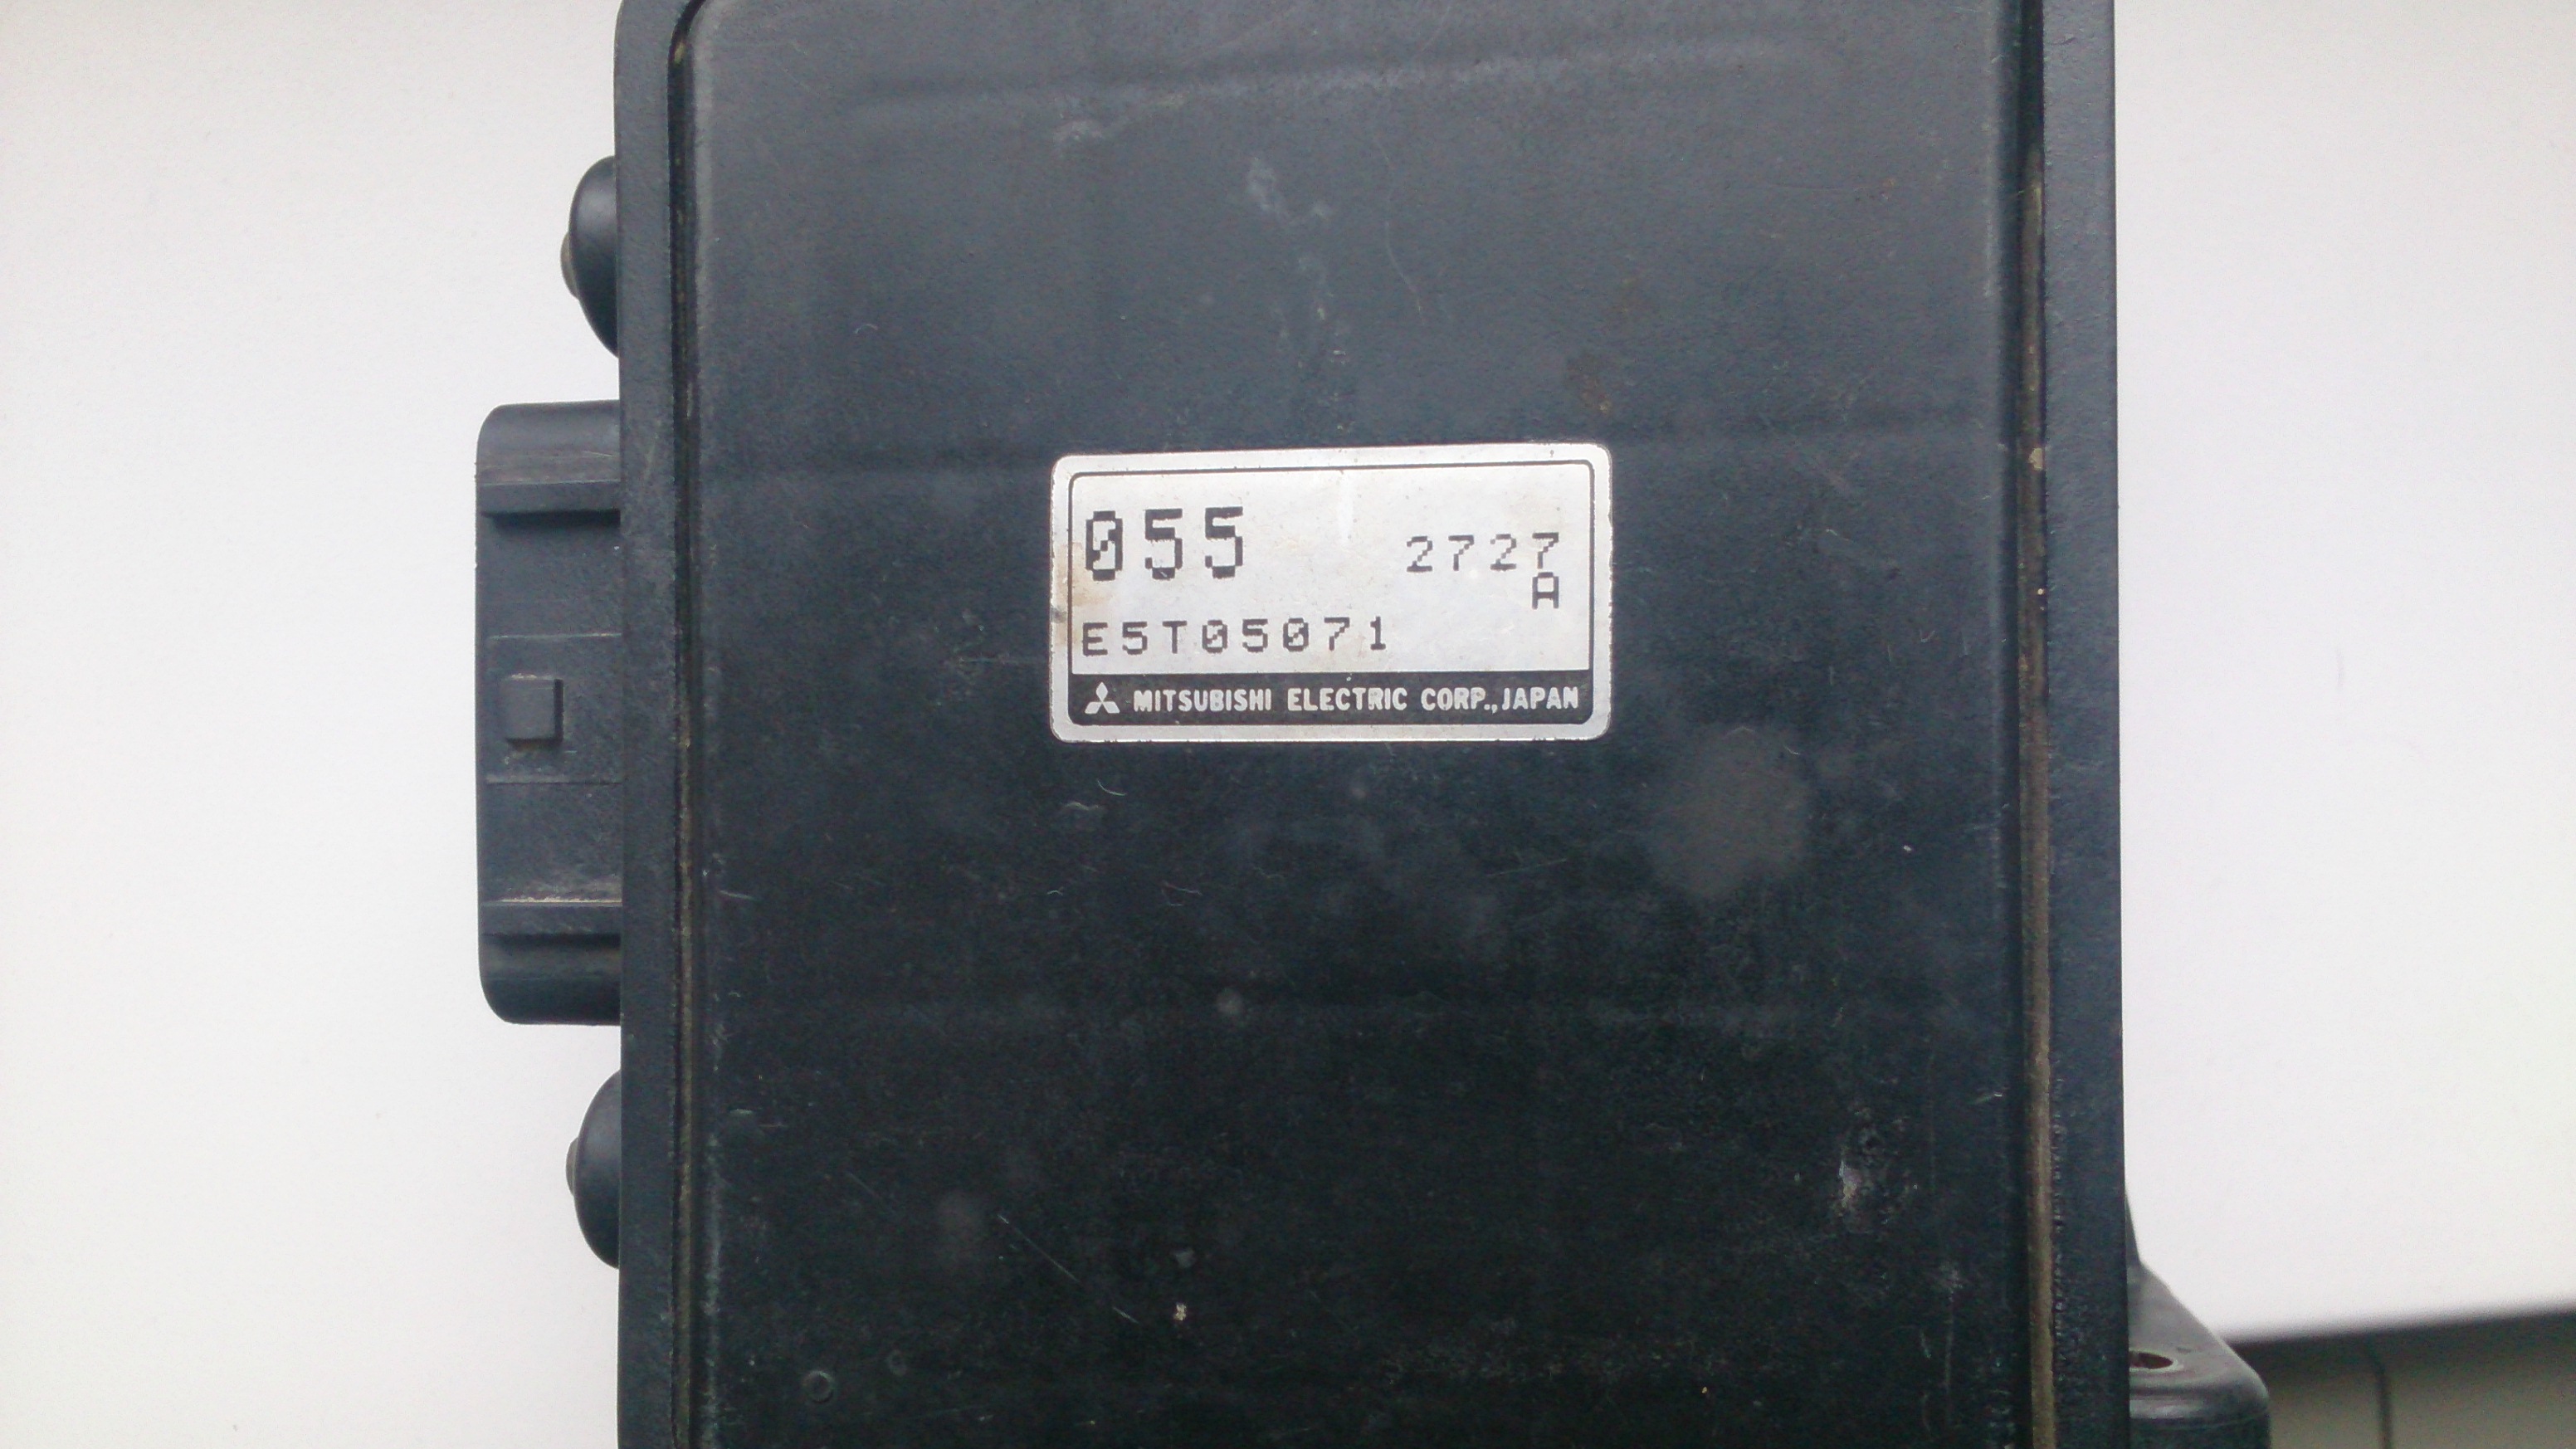 055 2727
A
E5T05071
MITSUBISHI ELECTRIC CORP.,JAPAN